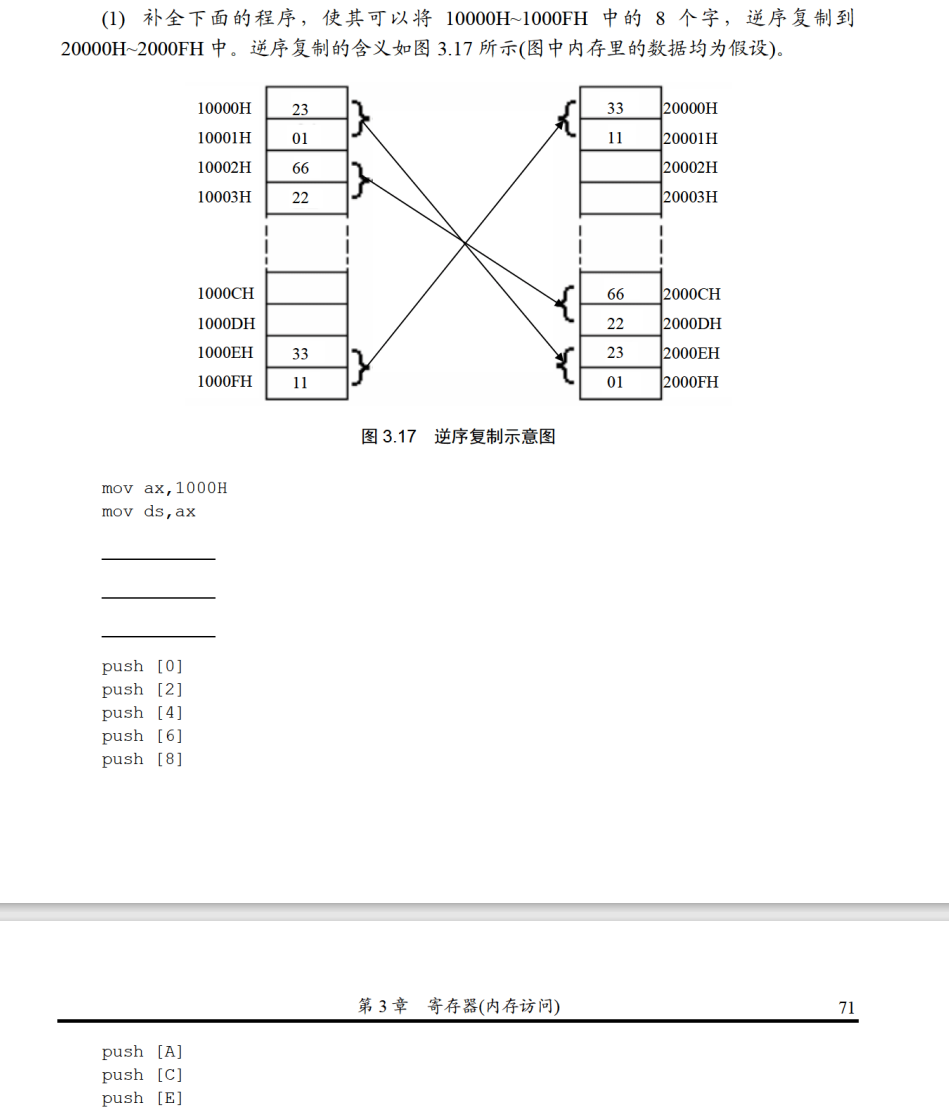 (1) 补全下面的程序，使其可以将 10000H~1000FH 中的 8 个字，逆序复制到
20000H~2000FH 中。逆序复制的含义如图 3.17 所示(图中内存里的数据均为假设)。
10000H 23 33 20000H
10001H 01 11 20001H
10002H 66 20002H
10003H 22 20003H
1000CH 66 2000CH
1000DH 22 2000DH
1000EH 33 23 2000EH
1000FH 11 01 2000FH
图 3.17 逆序复制示意图
mov ax,1000H
mov ds,ax
push [0]
push [2]
push [4]
push [6]
push [8]
第 3 章 寄存器(内存访问) 71
push [A]
push [C]
push [E]